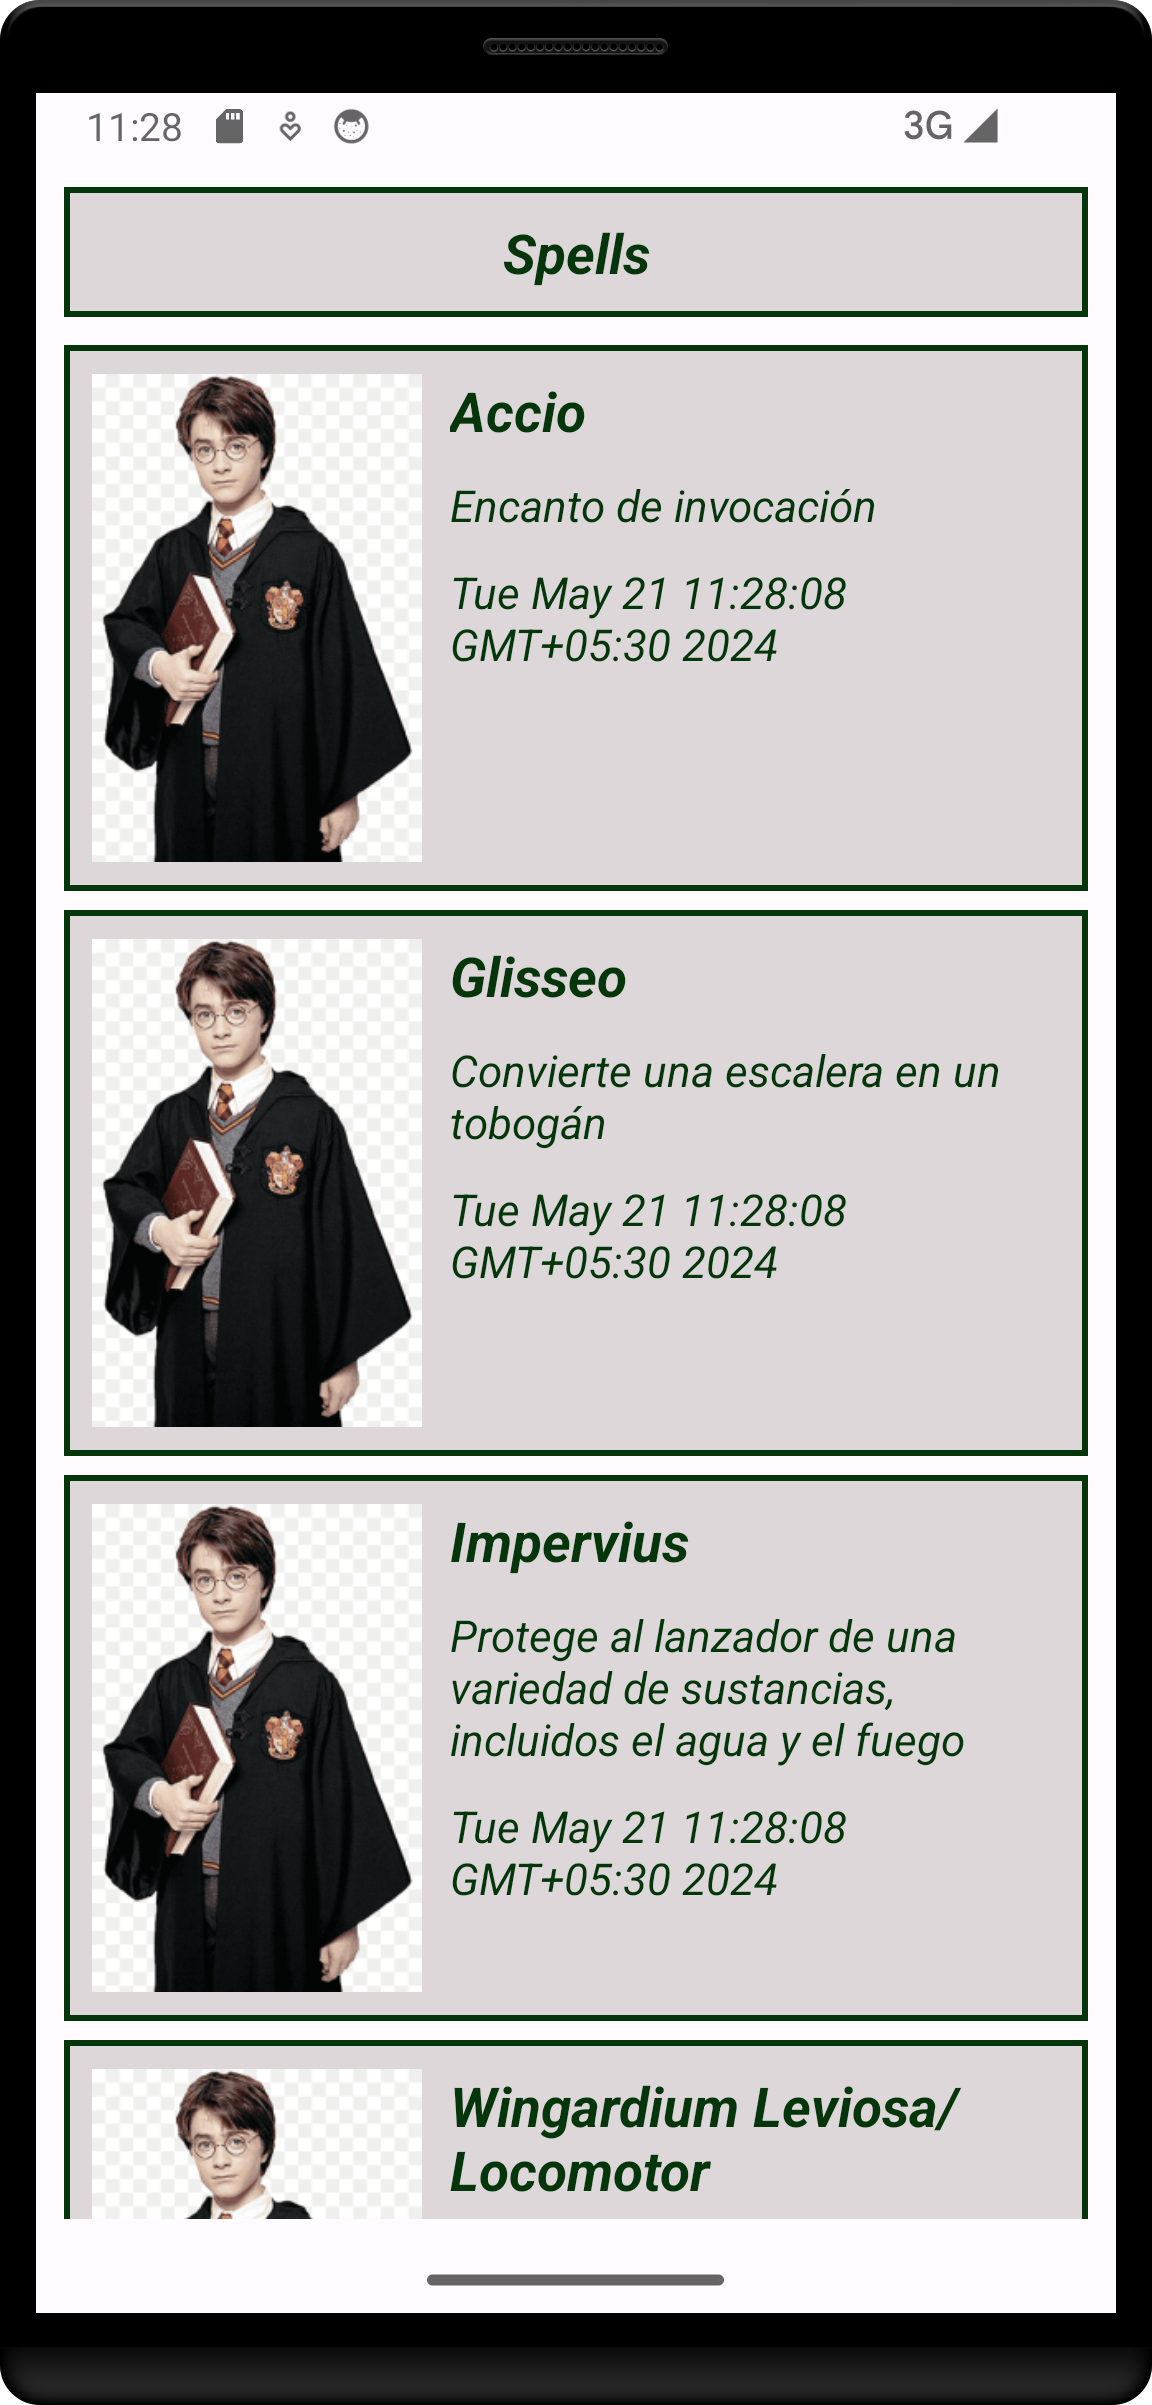 11:28
3G
Spells
Accio
Encanto de invocación
Tue May 21 11:28:08
GMT+05:30 2024
Glisseo
Convierte una escalera en un
tobogán
Tue May 21 11:28:08
GMT+05:30 2024
Impervius
Protege al lanzador de una
variedad de sustancias,
incluidos el agua y el fuego
Tue May 21 11:28:08
GMT+05:30 2024
Wingardium Leviosa/
Locomotor